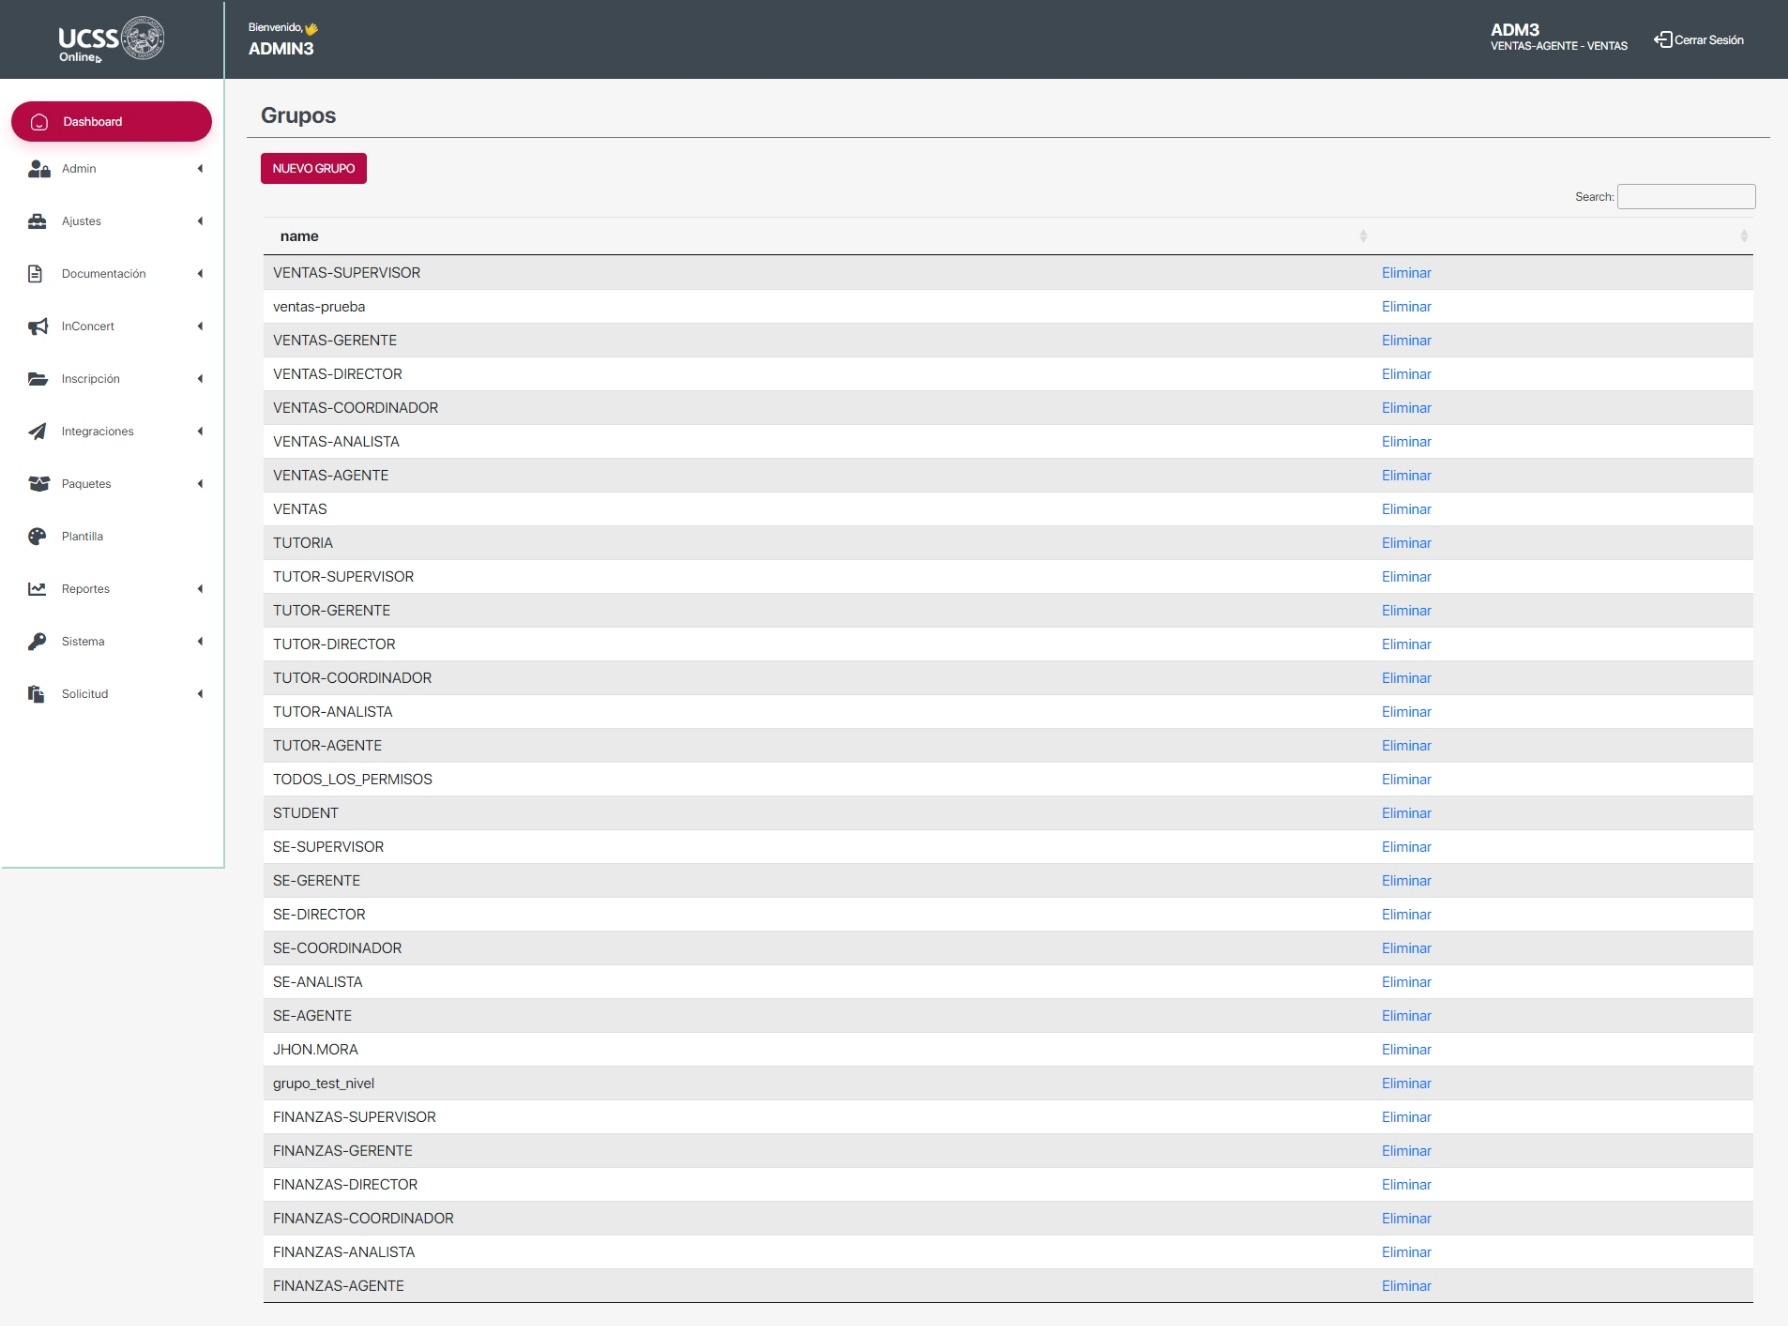 UCSS
Online
Bienvenido,
ADMIN3
ADM3
VENTAS-AGENTE - VENTAS
Cerrar Sesión
Dashboard
Admin
Ajustes
Documentación
InConcert
Inscripción
Integraciones
Paquetes
Plantilla
Reportes
Sistema
Solicitud
Grupos
NUEVO GRUPO
Search:
name
VENTAS-SUPERVISOR Eliminar
ventas-prueba Eliminar
VENTAS-GERENTE Eliminar
VENTAS-DIRECTOR Eliminar
VENTAS-COORDINADOR Eliminar
VENTAS-ANALISTA Eliminar
VENTAS-AGENTE Eliminar
VENTAS Eliminar
TUTORIA Eliminar
TUTOR-SUPERVISOR Eliminar
TUTOR-GERENTE Eliminar
TUTOR-DIRECTOR Eliminar
TUTOR-COORDINADOR Eliminar
TUTOR-ANALISTA Eliminar
TUTOR-AGENTE Eliminar
TODOS_LOS_PERMISOS Eliminar
STUDENT Eliminar
SE-SUPERVISOR Eliminar
SE-GERENTE Eliminar
SE-DIRECTOR Eliminar
SE-COORDINADOR Eliminar
SE-ANALISTA Eliminar
SE-AGENTE Eliminar
JHON.MORA Eliminar
grupo_test_nivel Eliminar
FINANZAS-SUPERVISOR Eliminar
FINANZAS-GERENTE Eliminar
FINANZAS-DIRECTOR Eliminar
FINANZAS-COORDINADOR Eliminar
FINANZAS-ANALISTA Eliminar
FINANZAS-AGENTE Eliminar